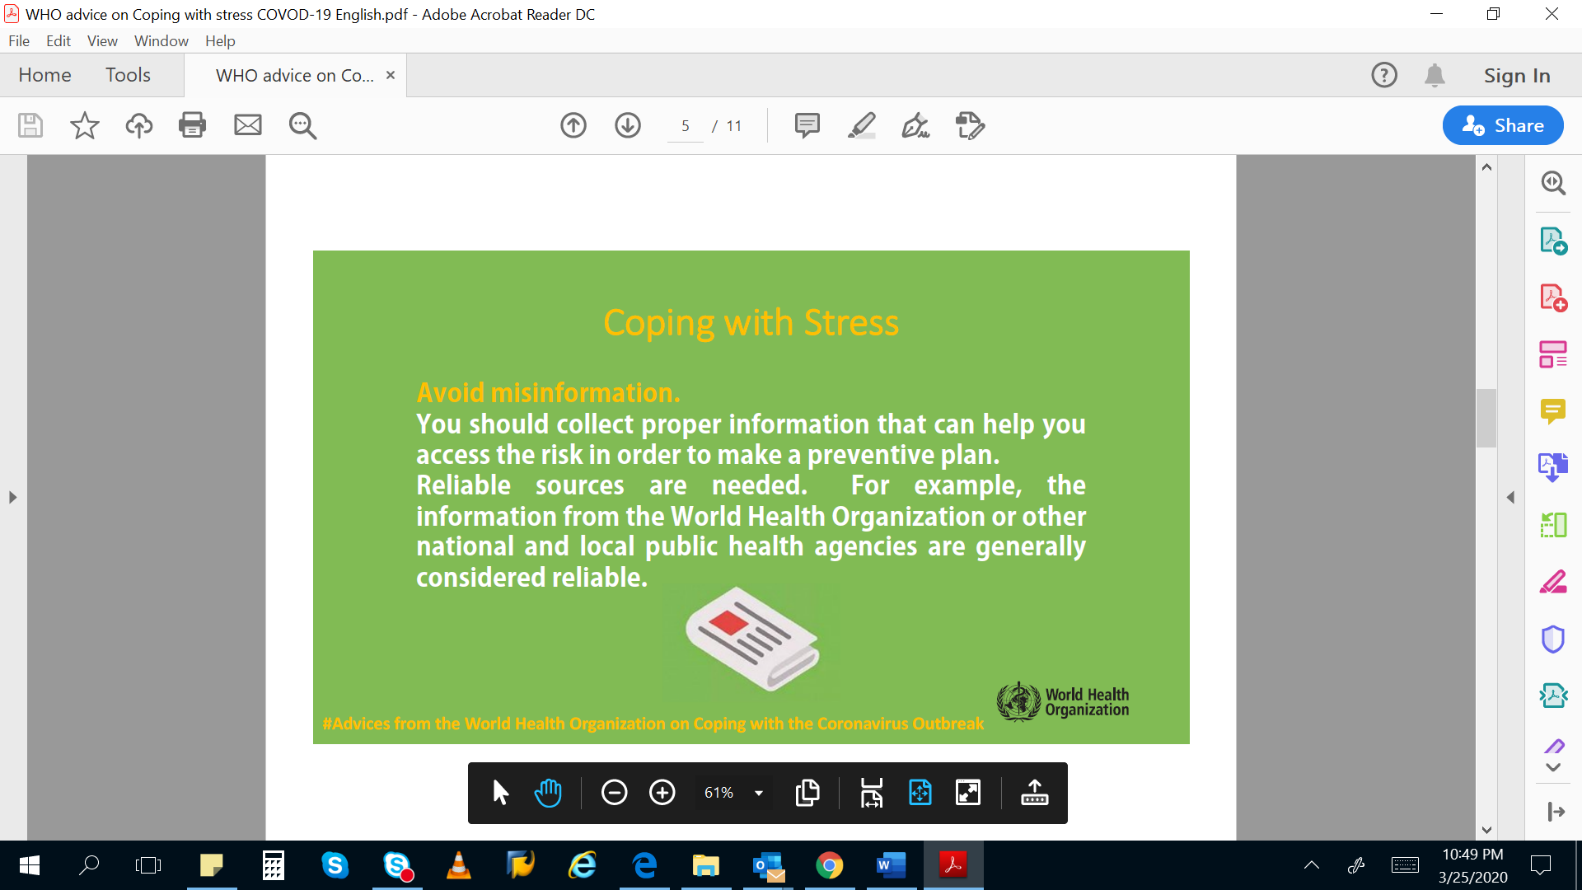 WHO advice on Coping with stress COVOD-19 English.pdf - Adobe Acrobat Reader DC
File Edit View Window Help
Home Tools WHO advice on Co... × Sign In
5 / 11 Share
Coping with Stress
Avoid misinformation.
You should collect proper information that can help you
access the risk in order to make a preventive plan.
Reliable sources are needed. For example, the
information from the World Health Organization or other
national and local public health agencies are generally
considered reliable.
World Health
Organization
#Advices from the World Health Organization on Coping with the Coronavirus Outbreak
61%
10:49 PM
3/25/2020